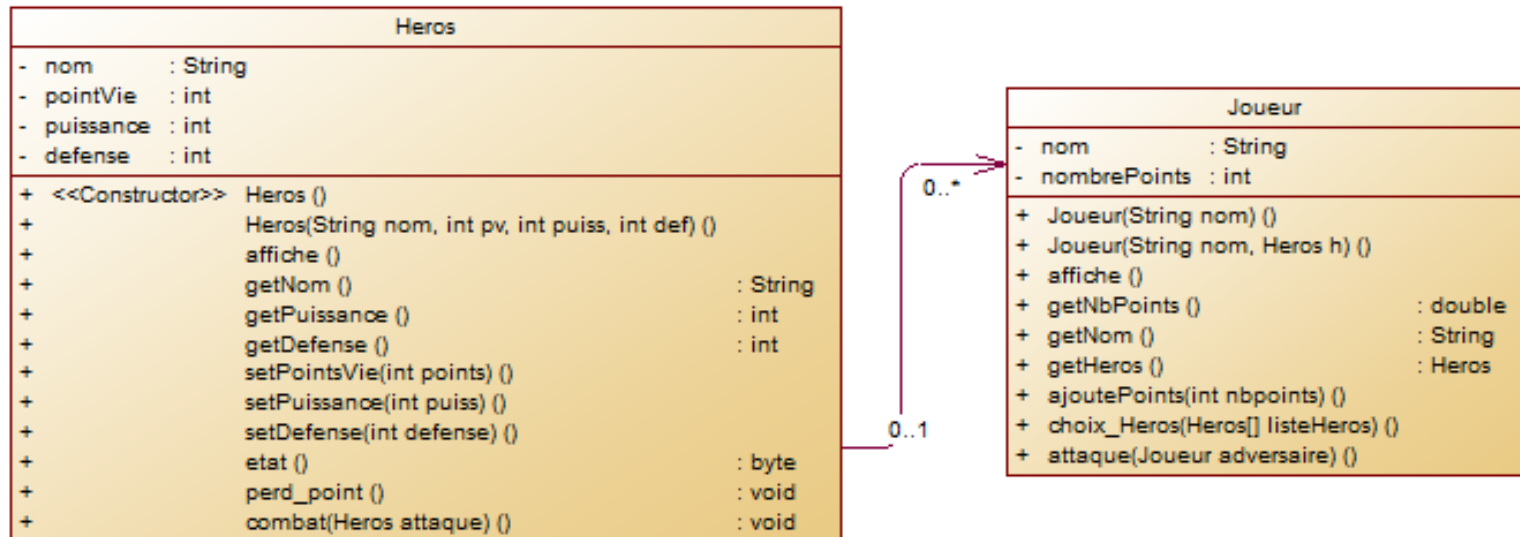 Heros
- nom : String
- pointVie : int
- puissance : int
- defense : int
+ <<Constructor>> Heros ()
+ Heros(String nom, int pv, int puiss, int def) ()
+ affiche ()
+ getNom () : String
+ getPuissance () : int
+ getDefense () : int
+ setPointsVie(int points) ()
+ setPuissance(int puiss) ()
+ setDefense(int defense) ()
+ etat () : byte
+ perd_point () : void
+ combat(Heros attaque) () : void
0..1
0..*
Joueur
- nom : String
- nombrePoints : int
+ Joueur(String nom) ()
+ Joueur(String nom, Heros h) ()
+ affiche ()
+ getNbPoints () : double
+ getNom () : String
+ getHeros () : Heros
+ ajoutePoints(int nbpoints) ()
+ choix_Heros(Heros[] listeHeros) ()
+ attaque(Joueur adversaire) ()